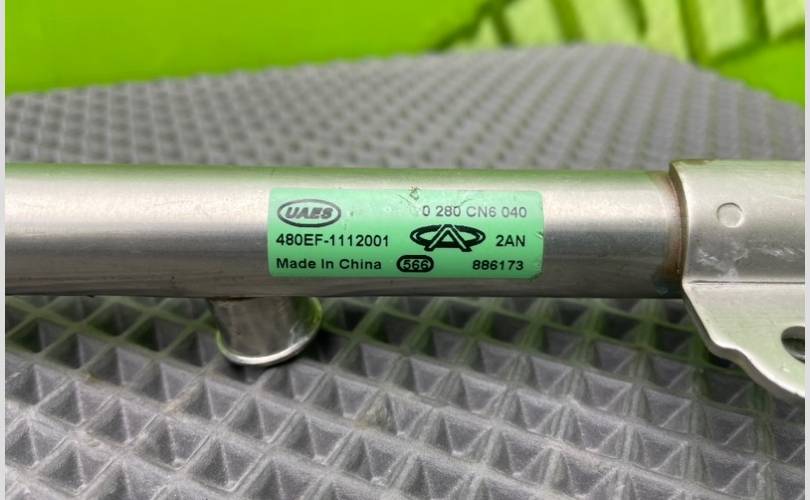 UAES 0 280 CN6 040
480EF-1112001 2AN
Made In China 566 886173